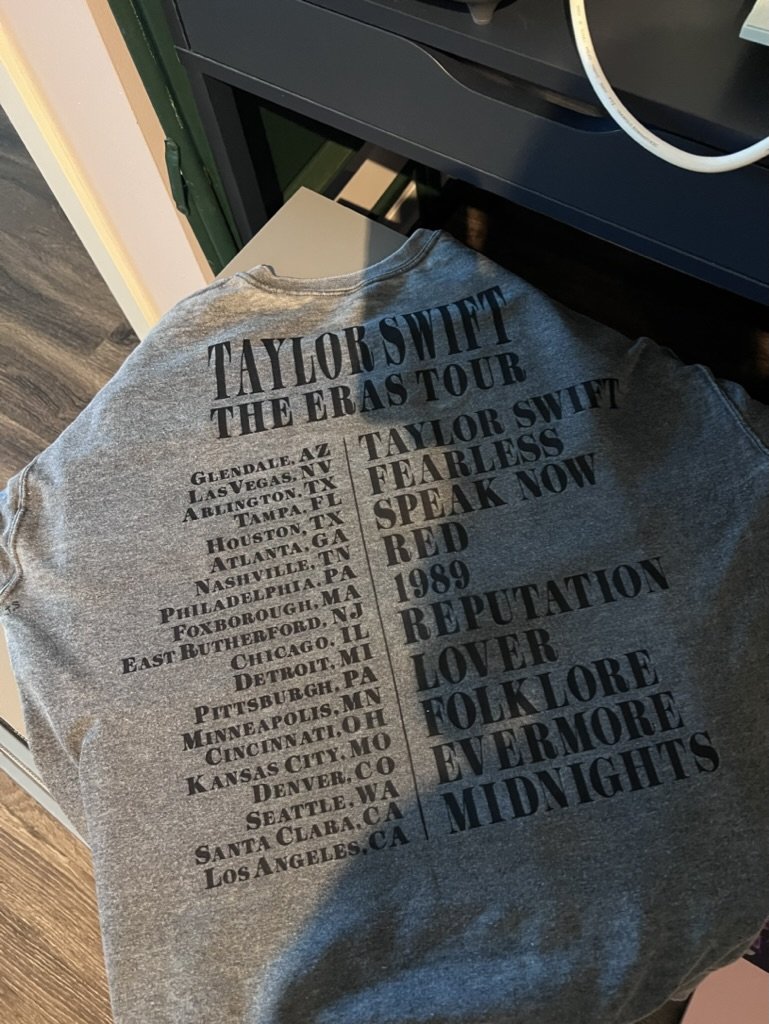 TAYLOR SWIFT
THE ERAS TOUR
GLENDALE, AZ
LAS VEGAS, NV
ARLINGTON, TX
TAMPA, FL
HOUSTON, TX
ATLANTA, GA
NASHVILLE, TN
PHILADELPHIA, PA
FOXBOROUGH, MA
EAST RUTHERFORD, NJ
CHICAGO, IL
DETROIT, MI
PITTSBURGH, PA
MINNEAPOLIS, MN
CINCINNATI, OH
KANSAS CITY, MO
DENVER, CO
SEATTLE, WA
SANTA CLARA, CA
LOS ANGELES, CA
TAYLOR SWIFT
FEARLESS
SPEAK NOW
RED
1989
REPUTATION
LOVER
FOLKLORE
EVERMORE
MIDNIGHTS